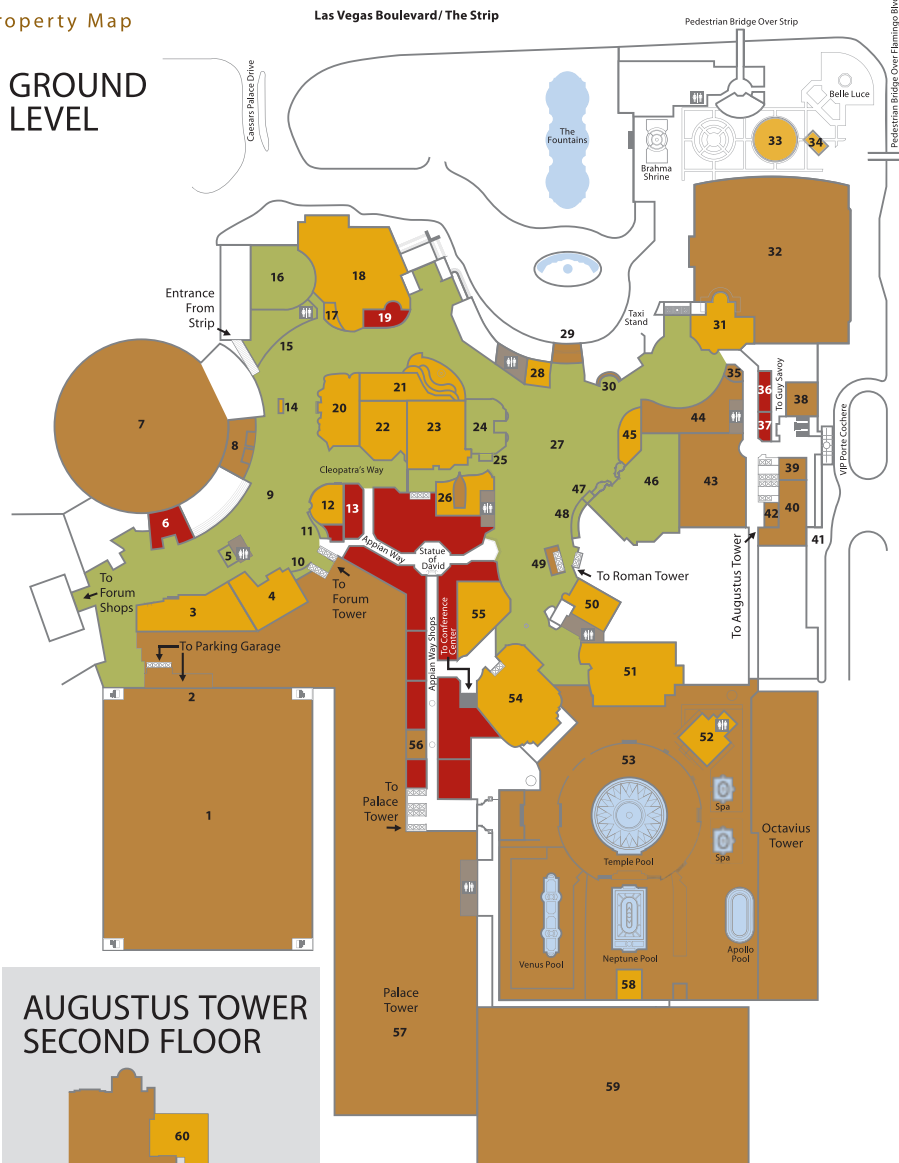 roperty Map
Las Vegas Boulevard/ The Strip
Pedestrian Bridge Over Strip
Pedestrian Bridge Over Flamingo Blv
GROUND
LEVEL
Caesars Palace Drive
The
Fountains
Belle Luce
Brahma
Shrine
33
34
32
16
18
17
19
Entrance
From
Strip
15
29
Taxi
Stand
31
28
30
35
36
To Guy Savoy
38
37
7
14
20
21
22
23
24
8
27
45
44
VIP Porte Cochere
Cleopatra's Way
25
9
26
47
46
43
39
12
13
48
42
40
6
11
41
5
10
Appian Way
Statue
of
David
49
To Roman Tower
To
Forum
Shops
To
Forum
Tower
3
4
55
50
To Augustus Tower
To Parking Garage
Appian Way Shops
To Conference
Center
51
2
54
52
56
53
To
Palace
Tower
Spa
1
Octavius
Tower
Temple Pool
Spa
Venus Pool
Neptune Pool
Apollo
Pool
58
Palace
Tower
57
AUGUSTUS TOWER
SECOND FLOOR
59
60